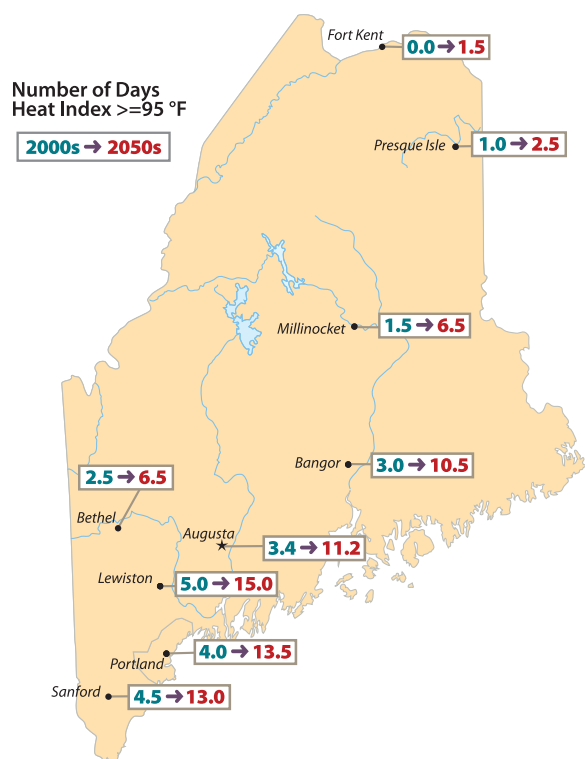 Fort Kent
0.0 → 1.5
Number of Days
Heat Index >=95 °F
2000s → 2050s
Presque Isle
1.0 → 2.5
Millinocket
1.5 → 6.5
Bangor
3.0 → 10.5
2.5 → 6.5
Bethel
Augusta
3.4 → 11.2
Lewiston
5.0 → 15.0
Portland
4.0 → 13.5
Sanford
4.5 → 13.0